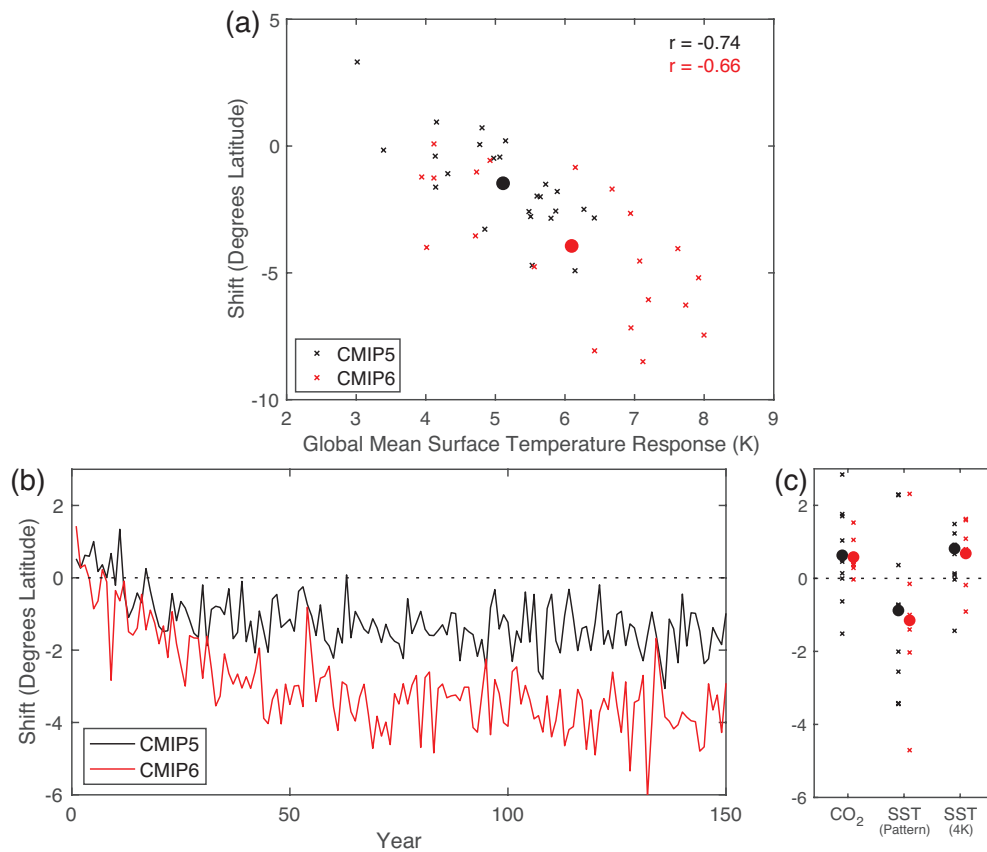 (a)
5
0
-5
-10
Shift (Degrees Latitude)
r = -0.74
r = -0.66
CMIP5
CMIP6
2 3 4 5 6 7 8 9
Global Mean Surface Temperature Response (K)
(b)
2
0
-2
-4
-6
Shift (Degrees Latitude)
CMIP5
CMIP6
0 50 100 150
Year
(c)
2
0
-2
-4
-6
CO2 SST SST
(Pattern) (4K)